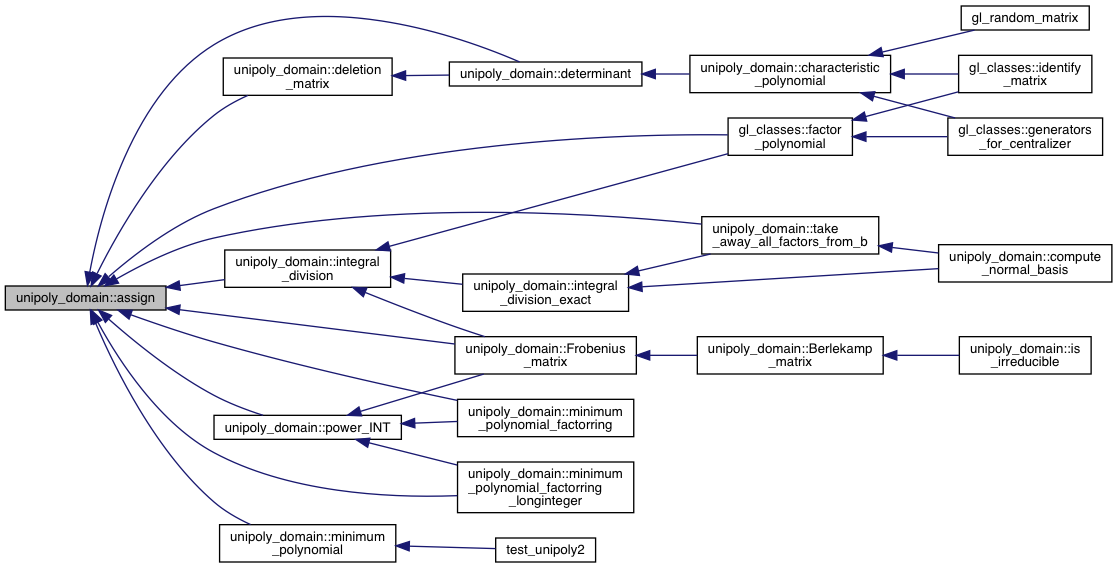 gl_random_matrix
unipoly_domain::deletion
_matrix
unipoly_domain::determinant
unipoly_domain::characteristic
_polynomial
gl_classes::identify
_matrix
gl_classes::factor
_polynomial
gl_classes::generators
_for_centralizer
unipoly_domain::take
_away_all_factors_from_b
unipoly_domain::integral
_division
unipoly_domain::compute
_normal_basis
unipoly_domain::assign
unipoly_domain::integral
_division_exact
unipoly_domain::Frobenius
_matrix
unipoly_domain::Berlekamp
_matrix
unipoly_domain::is
_irreducible
unipoly_domain::power_INT
unipoly_domain::minimum
_polynomial_factorring
unipoly_domain::minimum
_polynomial_factorring
_longinteger
unipoly_domain::minimum
_polynomial
test_unipoly2